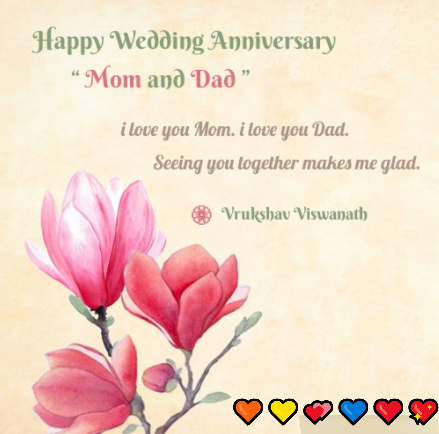 Happy Wedding Anniversary
“ Mom and Dad ”
i love you Mom. i love you Dad.
Seeing you together makes me glad.
Vrukshav Viswanath